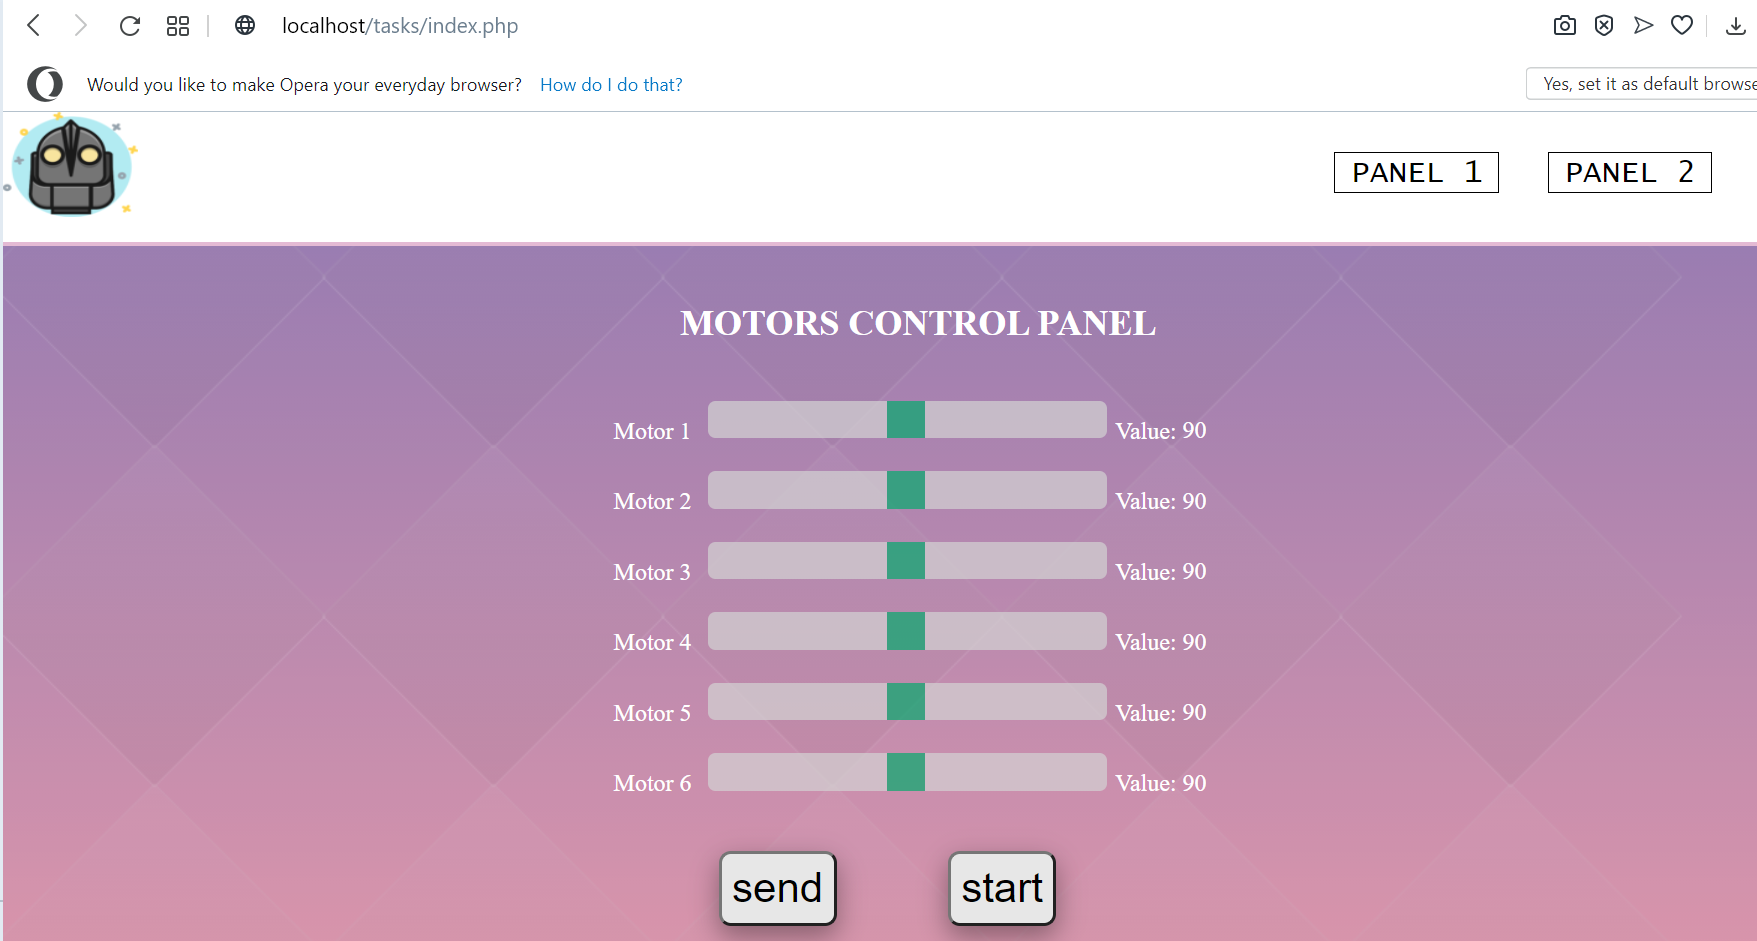 localhost/tasks/index.php
Would you like to make Opera your everyday browser? How do I do that? Yes, set it as default browse
PANEL 1 PANEL 2
MOTORS CONTROL PANEL
Motor 1 Value: 90
Motor 2 Value: 90
Motor 3 Value: 90
Motor 4 Value: 90
Motor 5 Value: 90
Motor 6 Value: 90
send start